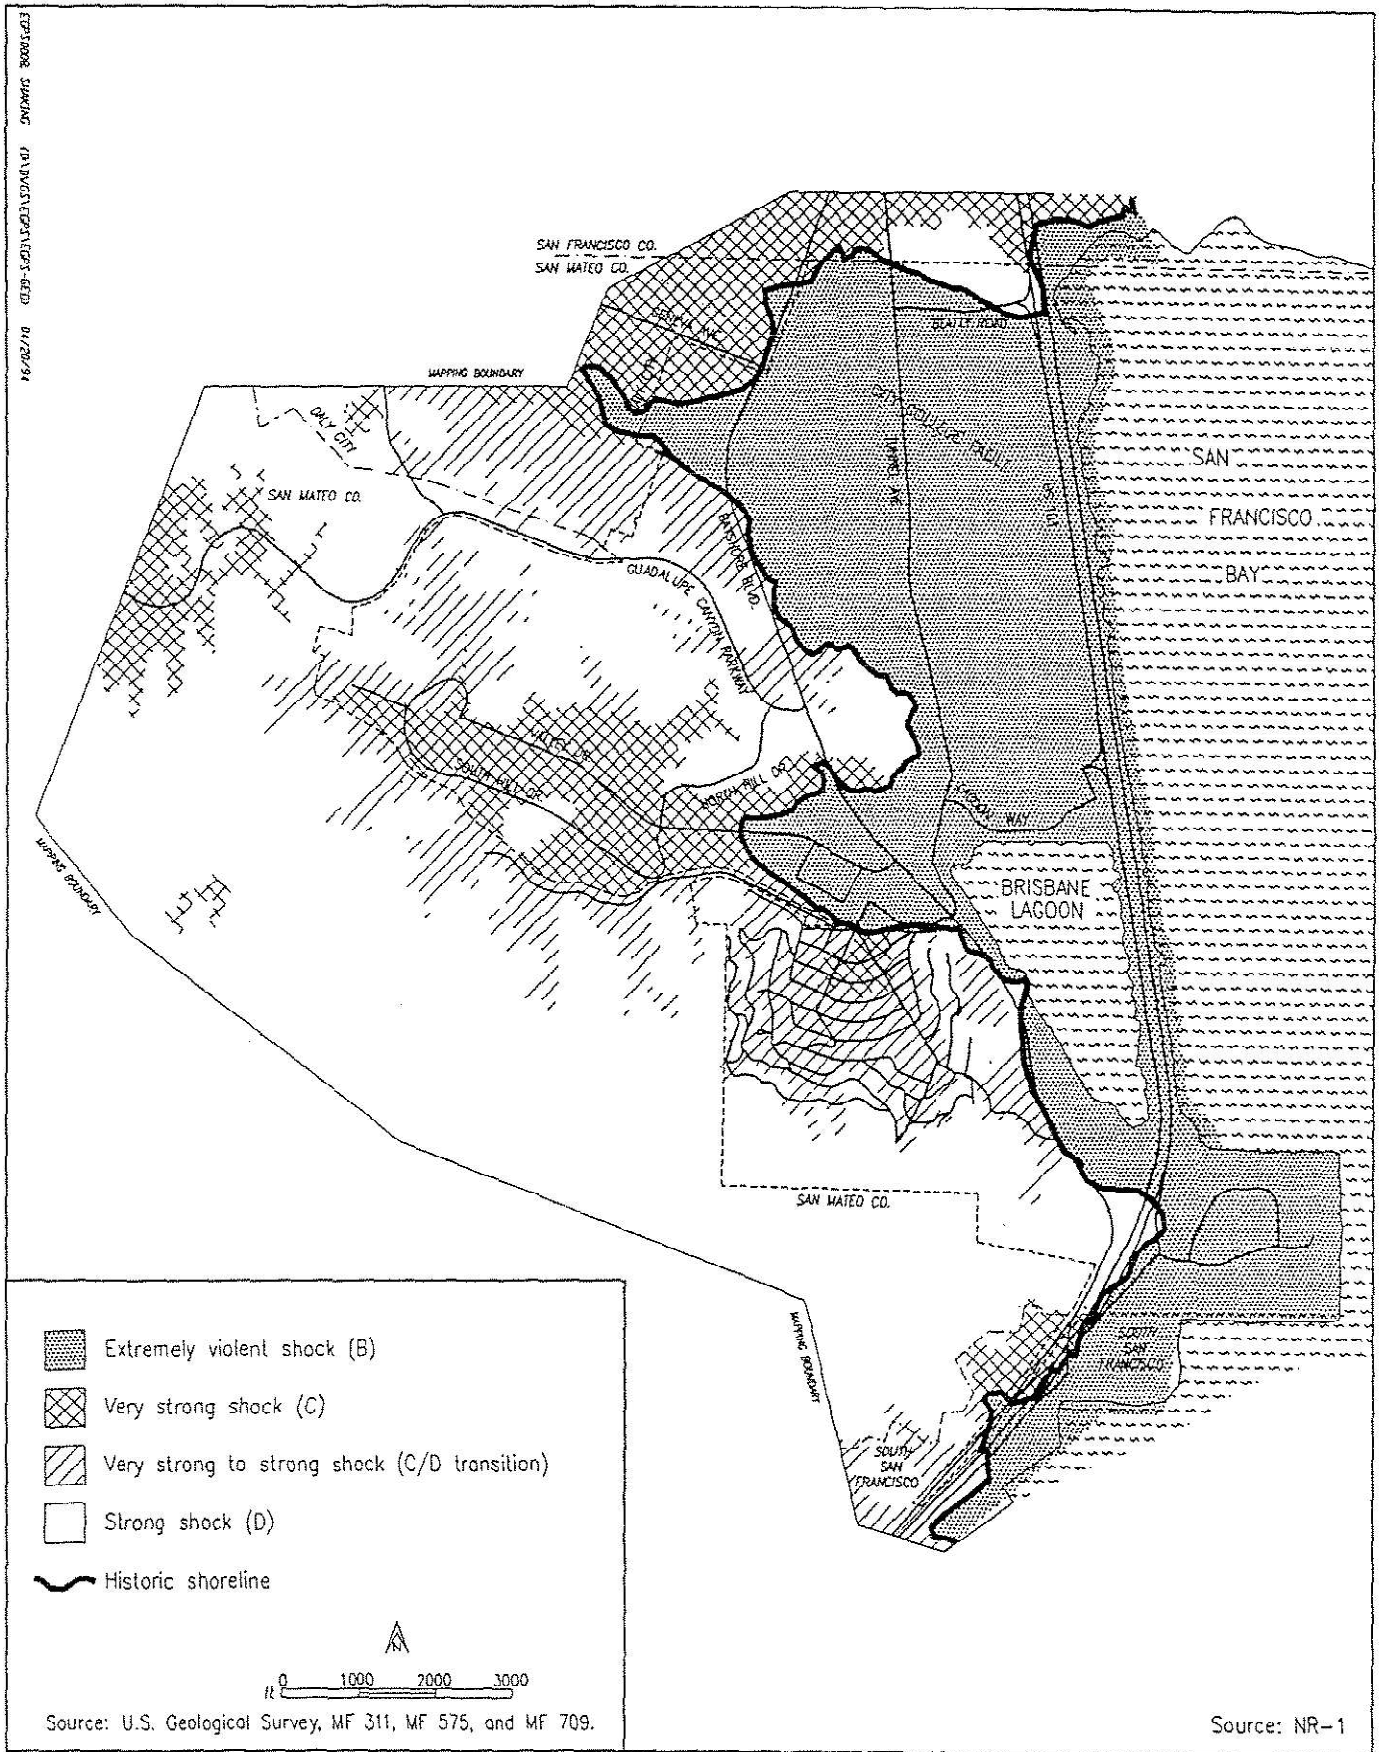 SAN FRANCISCO CO.
SAN MATEO CO.
GENEVA AVE.
MAPPING BOUNDARY
DALY CITY
SAN MATEO CO.
BEATTY ROAD
TUNNEL AVE
US 101
BAYSHORE BLVD.
GUADALUPE CANYON PARKWAY
SAN
FRANCISCO
BAY
VALLEY DR
SOUTH HILL DR
NORTH HILL DR
LAGOON WAY
BRISBANE
LAGOON
MAPPING BOUNDARY
SAN MATEO CO.
MAPPING BOUNDARY
SOUTH
SAN
FRANCISCO
SOUTH
SAN
FRANCISCO
Extremely violent shock (B)
Very strong shock (C)
Very strong to strong shock (C/D transition)
Strong shock (D)
Historic shoreline
N
0 1000 2000 3000
ft
Source: U.S. Geological Survey, MF 311, MF 575, and MF 709.
Source: NR-1